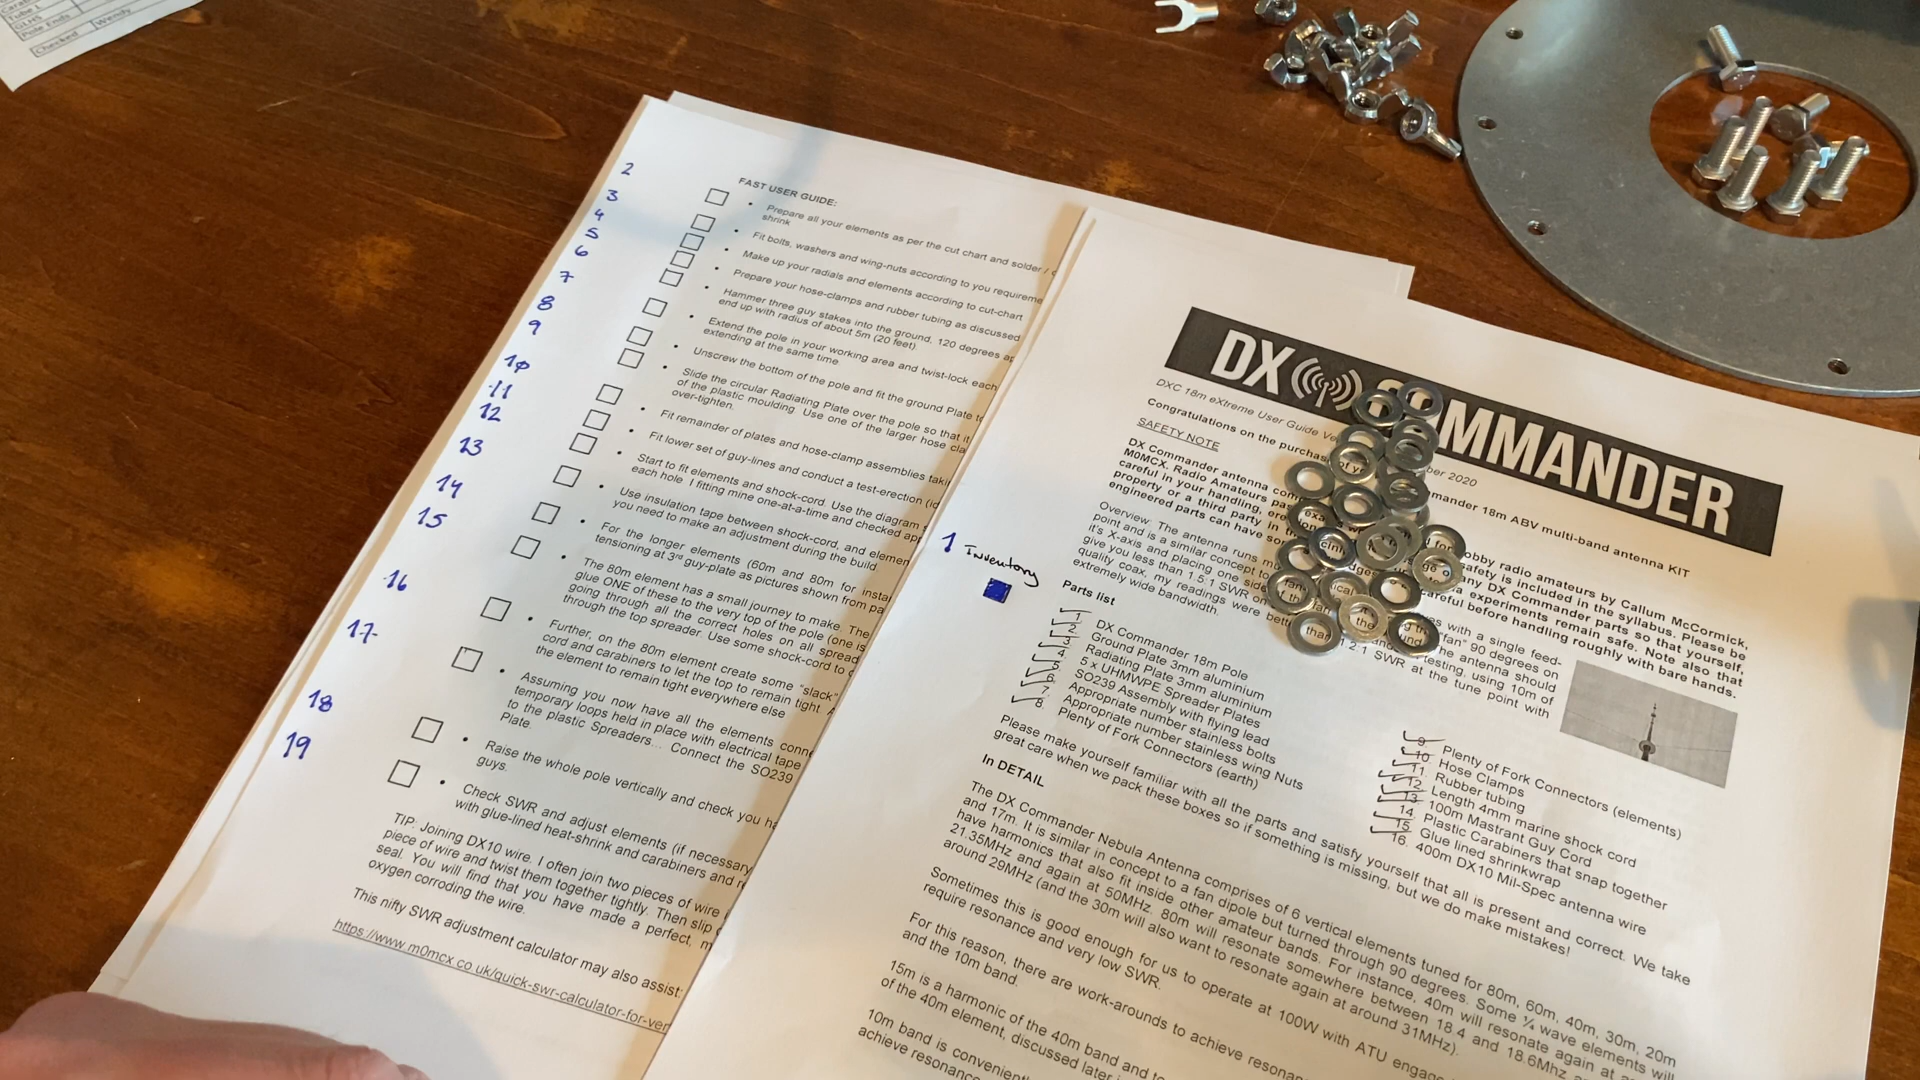 Tube L
GLHS
Pole Ends
Checked Wendy
2
3
4
5
6
7
8
9
10
11
12
13
14
15
16
17
18
19
FAST USER GUIDE:
Prepare all your elements as per the cut chart and solder /
shrink
Fit bolts, washers and wing-nuts according to you requireme
Make up your radials and elements according to cut-chart
Prepare your hose-clamps and rubber tubing as discussed
Hammer three guy stakes into the ground, 120 degrees ap
end up with radius of about 5m (20 feet)
Extend the pole in your working area and twist-lock each
extending at the same time
Unscrew the bottom of the pole and fit the ground Plate to
Slide the circular Radiating Plate over the pole so that it
of the plastic moulding. Use one of the larger hose cla
over-tighten.
Fit remainder of plates and hose-clamp assemblies taki
Fit lower set of guy-lines and conduct a test-erection (id
Start to fit elements and shock-cord. Use the diagram
each hole. I fitting mine one-at-a-time and checked app
Use insulation tape between shock-cord, and elemen
you need to make an adjustment during the build.
For the longer elements (60m and 80m for insta
tensioning at 3rd guy-plate as pictures shown from pa
The 80m element has a small journey to make. The
glue ONE of these to the very top of the pole (one is
going through all the correct holes on all spread
through the top spreader. Use some shock-cord to
Further, on the 80m element create some "slack"
cord and carabiners to let the top to remain tight. A
the element to remain tight everywhere else
Assuming you now have all the elements conne
temporary loops held in place with electrical tape
to the plastic Spreaders... Connect the SO239
Plate.
Raise the whole pole vertically and check you ha
guys.
Check SWR and adjust elements (if necessary
with glue-lined heat-shrink and carabiners and r
TIP: Joining DX10 wire. I often join two pieces of wire
piece of wire and twist them together tightly. Then slip
seal. You will find that you have made a perfect, m
oxygen corroding the wire.
This nifty SWR adjustment calculator may also assist:
https://www.m0mcx.co.uk/quick-swr-calculator-for-ver
1 Inventory
DX COMMANDER
DXC 18m eXtreme User Guide Ve ber 2020
Congratulations on the purchas of yo mmander 18m ABV multi-band antenna KIT
SAFETY NOTE
DX Commander antenna com for hobby radio amateurs by Callum McCormick,
M0MCX. Radio Amateurs pas safety is included in the syllabus. Please be
careful in your handling, ere ny DX Commander parts so that yourself,
property or a third party in experiments remain safe. Note also that
engineered parts can have careful before handling roughly with bare hands.
Overview: The antenna runs with a single feed-
point and is a similar concept to "fan" 90 degrees on
it's X-axis and placing one side The antenna should
give you less than 1.5:1 SWR on testing, using 10m of
quality coax, my readings were bett than 1.2:1 SWR at the tune point with
extremely wide bandwidth.
Parts list
1. DX Commander 18m Pole
2. Ground Plate 3mm aluminium
3. Radiating Plate 3mm aluminium
4. 5 x UHMWPE Spreader Plates
5. SO239 Assembly with flying lead
6. Appropriate number stainless bolts
7. Appropriate number stainless wing Nuts
8. Plenty of Fork Connectors (earth)
9. Plenty of Fork Connectors (elements)
10. Hose Clamps
11. Rubber tubing
12. Length 4mm marine shock cord
13. 100m Mastrant Guy Cord
14. Plastic Carabiners that snap together
15. Glue lined shrinkwrap
16. 400m DX10 Mil-Spec antenna wire
Please make yourself familiar with all the parts and satisfy yourself that all is present and correct. We take
great care when we pack these boxes so if something is missing, but we do make mistakes!
In DETAIL
The DX Commander Nebula Antenna comprises of 6 vertical elements tuned for 80m, 60m, 40m, 30m, 20m
and 17m. It is similar in concept to a fan dipole but turned through 90 degrees. Some ¼ wave elements will
have harmonics that also fit inside other amateur bands. For instance, 40m will resonate again at
21.35MHz and again at 50MHz. 80m will resonate somewhere between 18.4 and 18.6Mhz
around 29MHz (and the 30m will also want to resonate again at around 31MHz).
Sometimes this is good enough for us to operate at 100W with ATU engage
require resonance and very low SWR.
For this reason, there are work-arounds to achieve resonan
and the 10m band.
15m is a harmonic of the 40m band and to
of the 40m element, discussed later
10m band is convenient
achieve resonance